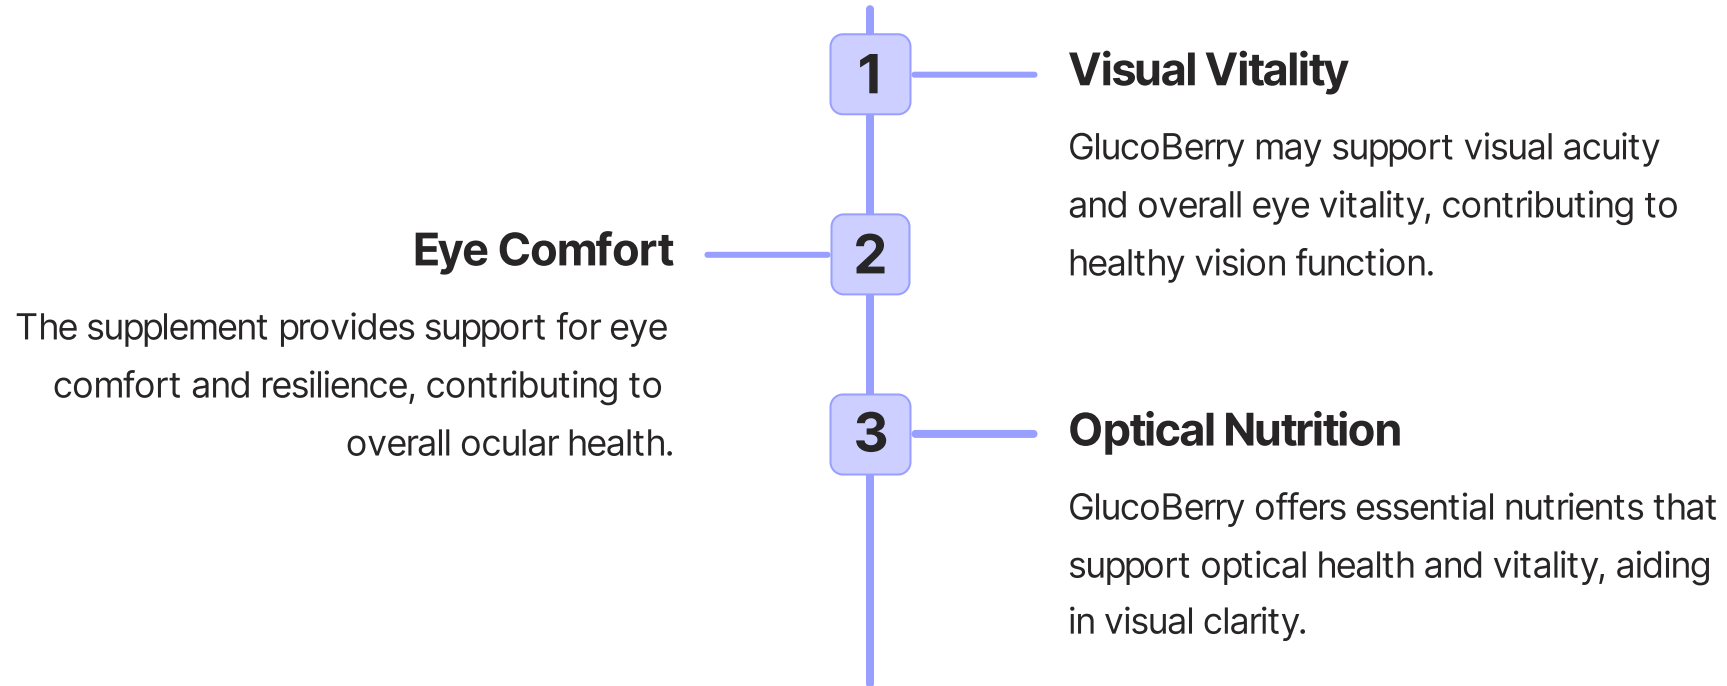 1
Visual Vitality
GlucoBerry may support visual acuity
and overall eye vitality, contributing to
healthy vision function.
2
Eye Comfort
The supplement provides support for eye
comfort and resilience, contributing to
overall ocular health.
3
Optical Nutrition
GlucoBerry offers essential nutrients that
support optical health and vitality, aiding
in visual clarity.